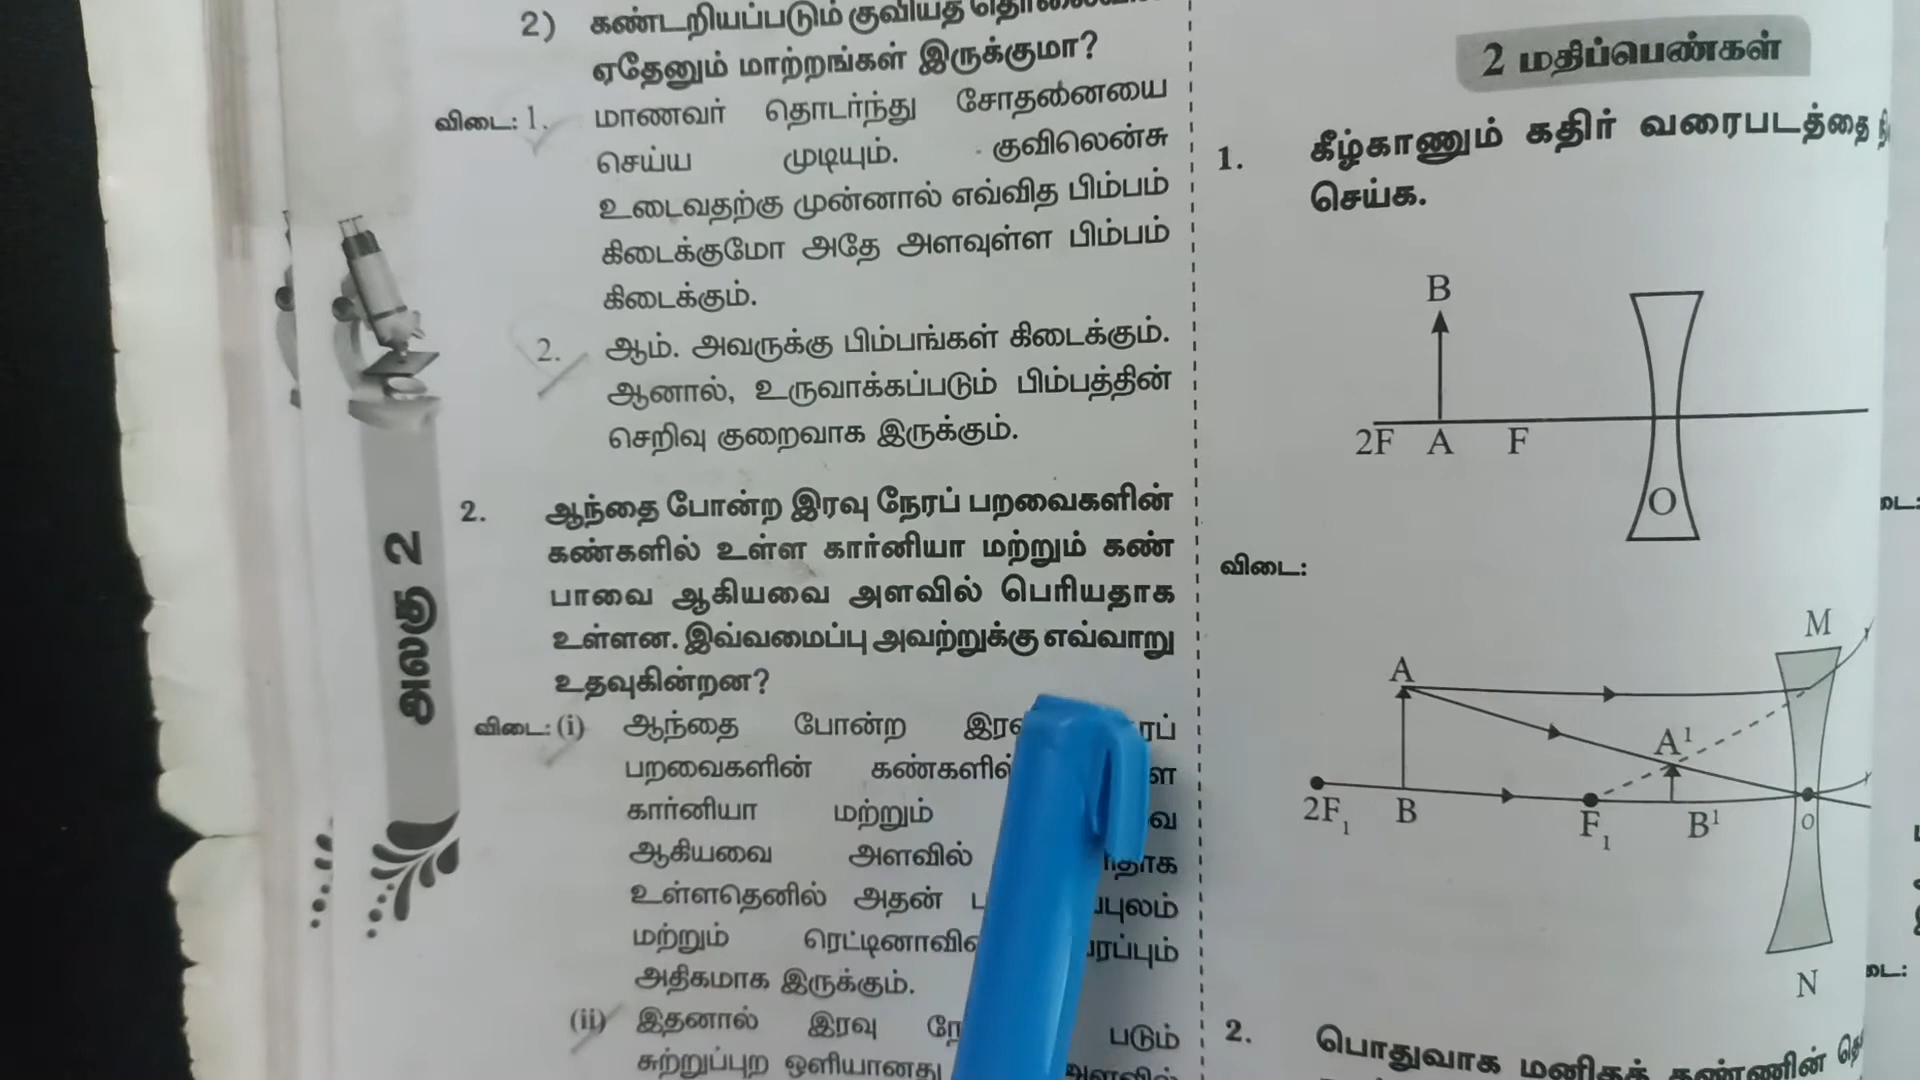 2) கண்டறியப்படும் குவியத்
ஏதேனும் மாற்றங்கள் இருக்குமா?
விடை: 1. மாணவர் தொடர்ந்து சோதனையை
செய்ய முடியும். குவிலென்சு
உடைவதற்கு முன்னால் எவ்வித பிம்பம்
கிடைக்குமோ அதே அளவுள்ள பிம்பம்
கிடைக்கும்.
2. ஆம். அவருக்கு பிம்பங்கள் கிடைக்கும்.
ஆனால், உருவாக்கப்படும் பிம்பத்தின்
செறிவு குறைவாக இருக்கும்.
2. ஆந்தை போன்ற இரவு நேரப் பறவைகளின்
கண்களில் உள்ள கார்னியா மற்றும் கண்
பாவை ஆகியவை அளவில் பெரியதாக
உள்ளன. இவ்வமைப்பு அவற்றுக்கு எவ்வாறு
உதவுகின்றன?
விடை: (i) ஆந்தை போன்ற
பறவைகளின் கண்களில்
கார்னியா மற்றும்
ஆகியவை அளவில்
உள்ளதெனில் அதன்
மற்றும்
அதிகமாக இருக்கும்.
(ii) இதனால் இரவு படும்
சுற்றுப்புற ஒளியானது
அலகு 2
2 மதிப்பெண்கள்
1. கீழ்காணும் கதிர் வரைபடத்தை
செய்க.
B
2F A F
O
விடை:
M
A
A¹
2F₁ B F₁ B¹ O
N
2. பொதுவாக மனிதக் கண்ணின்